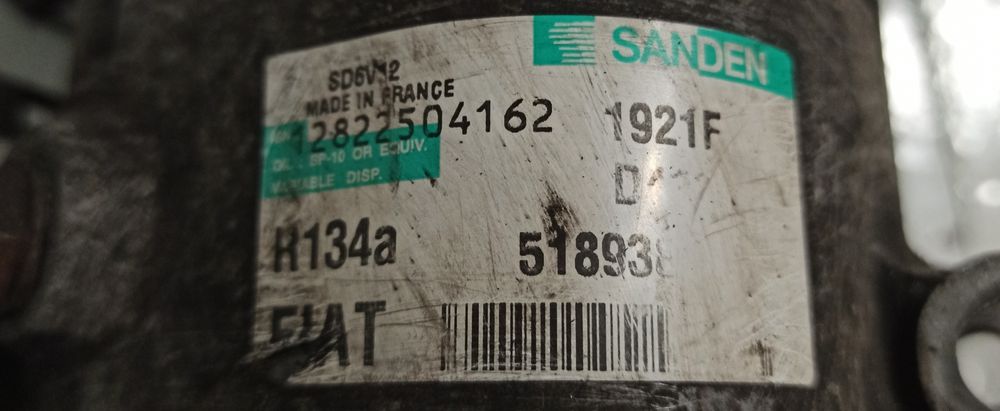 SANDEN
SD6V12
MADE IN FRANCE
12822504162 1921F
OIL : SP-10 OR EQUIV.
VARIABLE DISP.
R134a
FIAT